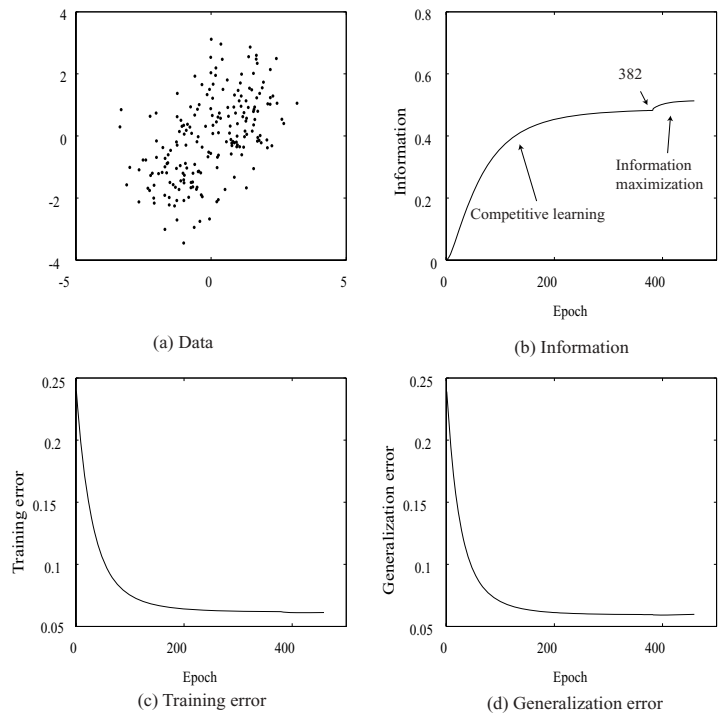 4
2
0
-2
-4
-5
0
5
(a) Data
0.8
0.6
0.4
0.2
0
Information
382
Information
maximization
Competitive learning
0
200
400
Epoch
(b) Information
0.25
0.2
0.15
0.1
0.05
Training error
0
200
400
Epoch
(c) Training error
0.25
0.2
0.15
0.1
0.05
Generalization error
0
200
400
Epoch
(d) Generalization error